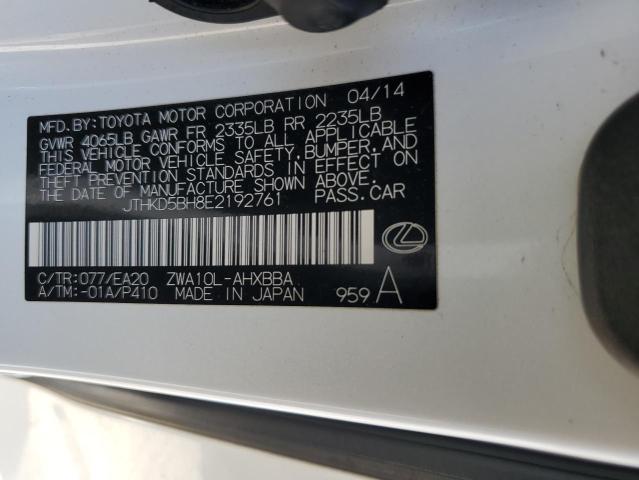 MFD.BY:TOYOTA MOTOR CORPORATION 04/14
GVWR 4065LB GAWR FR 2335LB RR 2235LB
THIS VEHICLE CONFORMS TO ALL APPLICABLE
FEDERAL MOTOR VEHICLE SAFETY,BUMPER,AND
THEFT PREVENTION STANDARDS IN EFFECT ON
THE DATE OF MANUFACTURE SHOWN ABOVE.
JTHKD5BH8E2192761 PASS.CAR
C/TR:077/EA20 ZWA10L-AHXBBA
A/TM:-01A/P410 MADE IN JAPAN 959 A